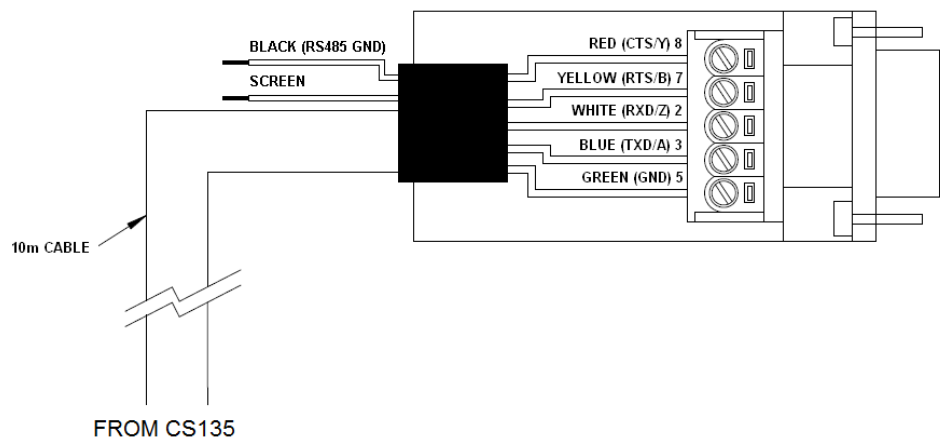 BLACK (RS485 GND)
SCREEN
RED (CTS/Y) 8
YELLOW (RTS/B) 7
WHITE (RXD/Z) 2
BLUE (TXD/A) 3
GREEN (GND) 5
10m CABLE
FROM CS135